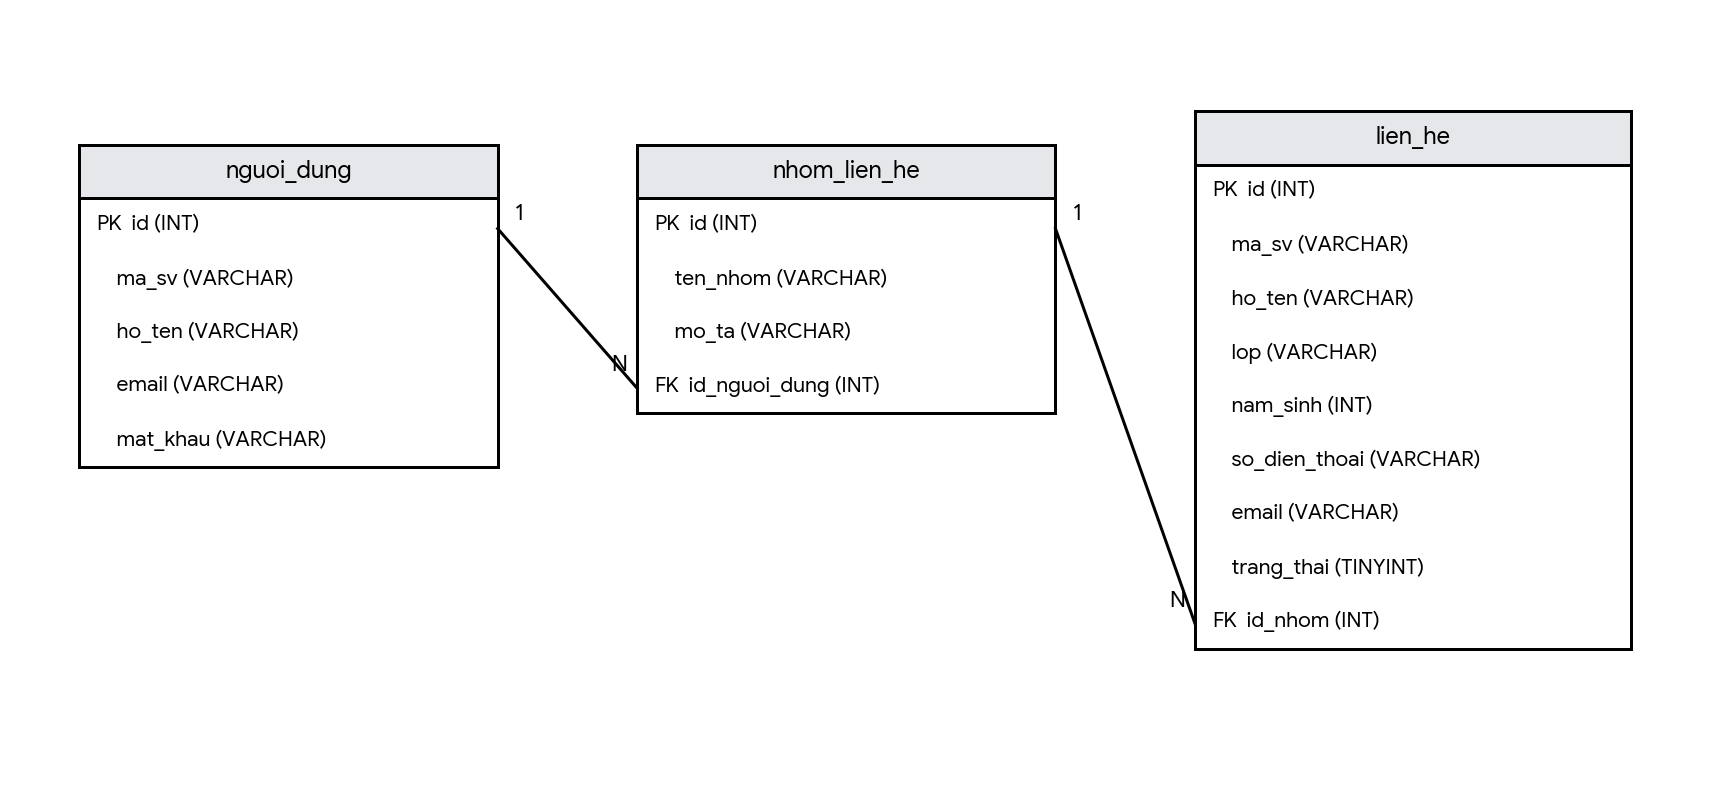 nguoi_dung
PK id (INT)
ma_sv (VARCHAR)
ho_ten (VARCHAR)
email (VARCHAR)
mat_khau (VARCHAR)
1
N
nhom_lien_he
PK id (INT)
ten_nhom (VARCHAR)
mo_ta (VARCHAR)
FK id_nguoi_dung (INT)
1
N
lien_he
PK id (INT)
ma_sv (VARCHAR)
ho_ten (VARCHAR)
lop (VARCHAR)
nam_sinh (INT)
so_dien_thoai (VARCHAR)
email (VARCHAR)
trang_thai (TINYINT)
FK id_nhom (INT)